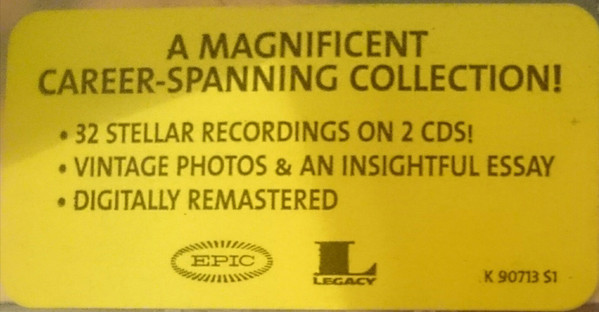 A MAGNIFICENT
CAREER-SPANNING COLLECTION!
• 32 STELLAR RECORDINGS ON 2 CDS!
• VINTAGE PHOTOS & AN INSIGHTFUL ESSAY
• DIGITALLY REMASTERED
EPIC
L
LEGACY
K 90713 S1